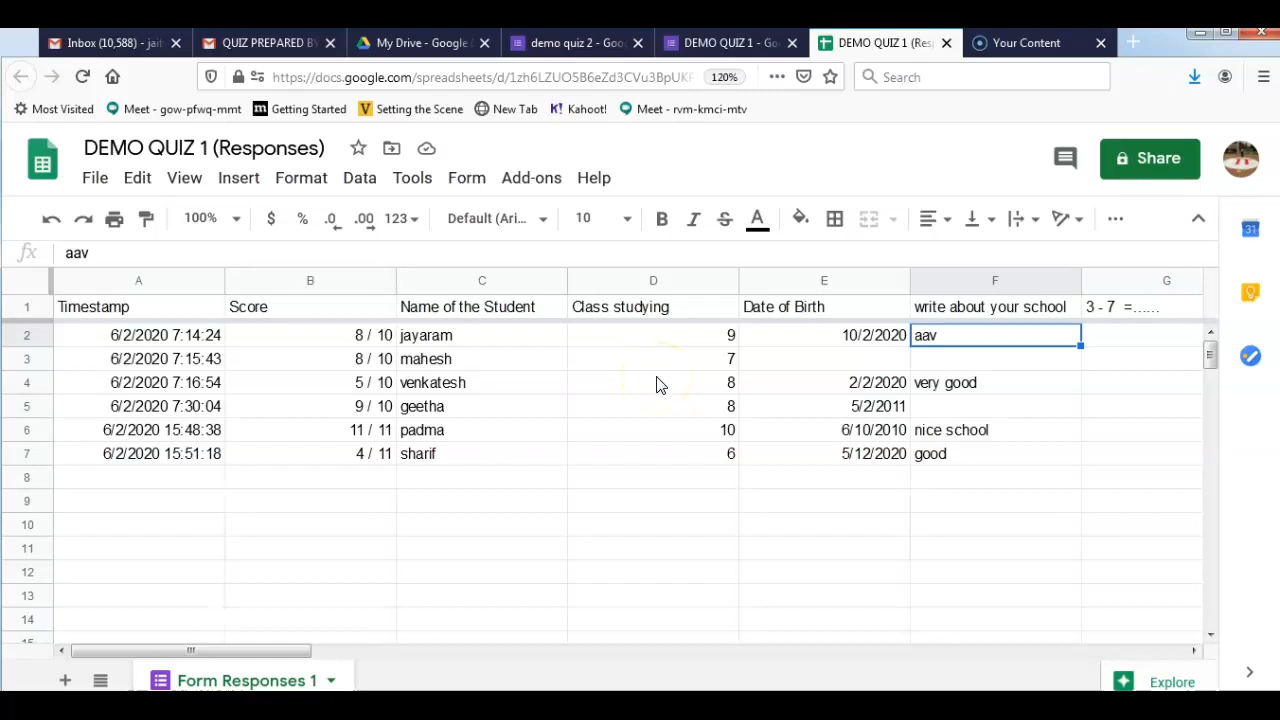 Inbox (10,588) - jait
QUIZ PREPARED BY
My Drive - Google
demo quiz 2 - Goo
DEMO QUIZ 1 - Go
DEMO QUIZ 1 (Res
Your Content
https://docs.google.com/spreadsheets/d/1zh6LZUO5B6eZd3CVu3BpUKF
120%
Search
Most Visited
Meet - gow-pfwq-mmt
Getting Started
Setting the Scene
New Tab
Kahoot!
Meet - rvm-kmci-mtv
DEMO QUIZ 1 (Responses)
Share
File Edit View Insert Format Data Tools Form Add-ons Help
100% $ % .0 .00 123 Default (Ari... 10 B I S A
31
fx aav
A B C D E F G
1 Timestamp Score Name of the Student Class studying Date of Birth write about your school 3 - 7 =......
2 6/2/2020 7:14:24 8 / 10 jayaram 9 10/2/2020 aav
3 6/2/2020 7:15:43 8 / 10 mahesh 7
4 6/2/2020 7:16:54 5 / 10 venkatesh 8 2/2/2020 very good
5 6/2/2020 7:30:04 9 / 10 geetha 8 5/2/2011
6 6/2/2020 15:48:38 11 / 11 padma 10 6/10/2010 nice school
7 6/2/2020 15:51:18 4 / 11 sharif 6 5/12/2020 good
8
9
10
11
12
13
14
15
Form Responses 1
Explore